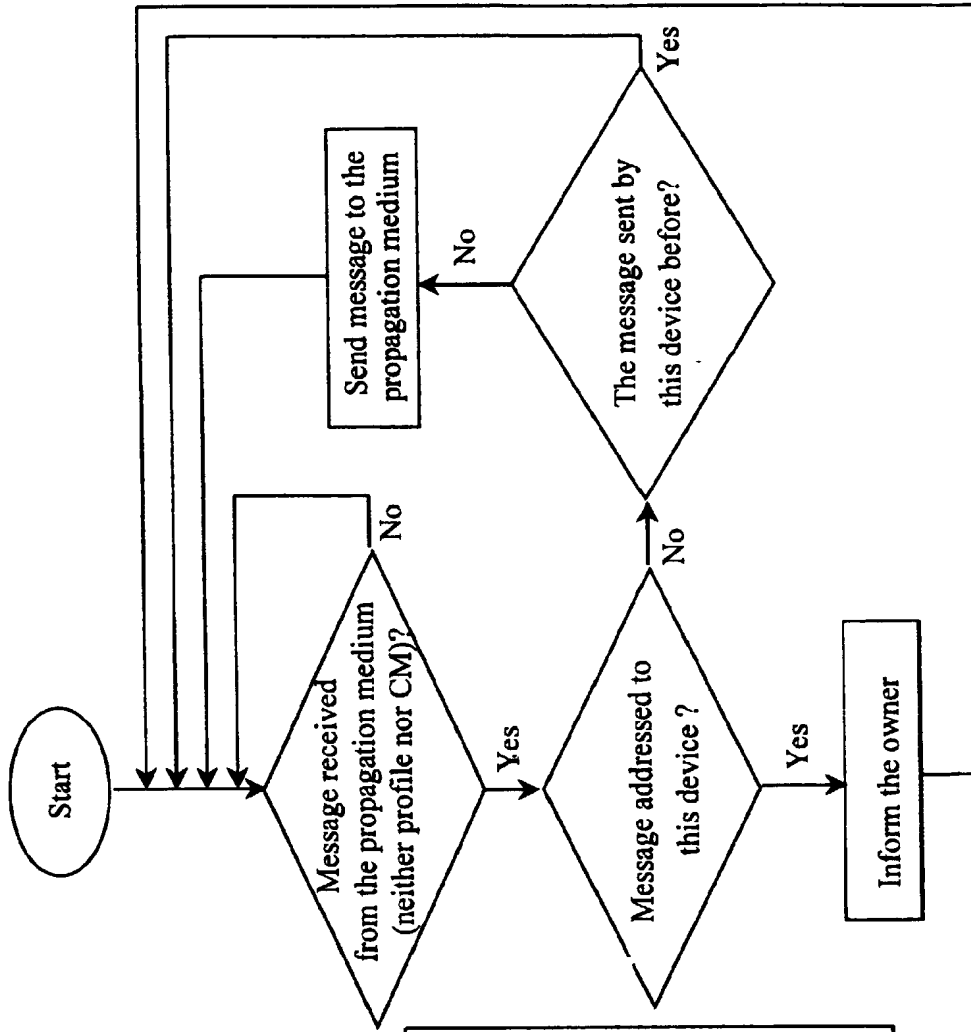 Start
Message received
from the propagation medium
(neither profile nor CM)?
No
Yes
Message addressed to
this device ?
No
Yes
Inform the owner
The message sent by
this device before?
No
Yes
Send message to the
propagation medium